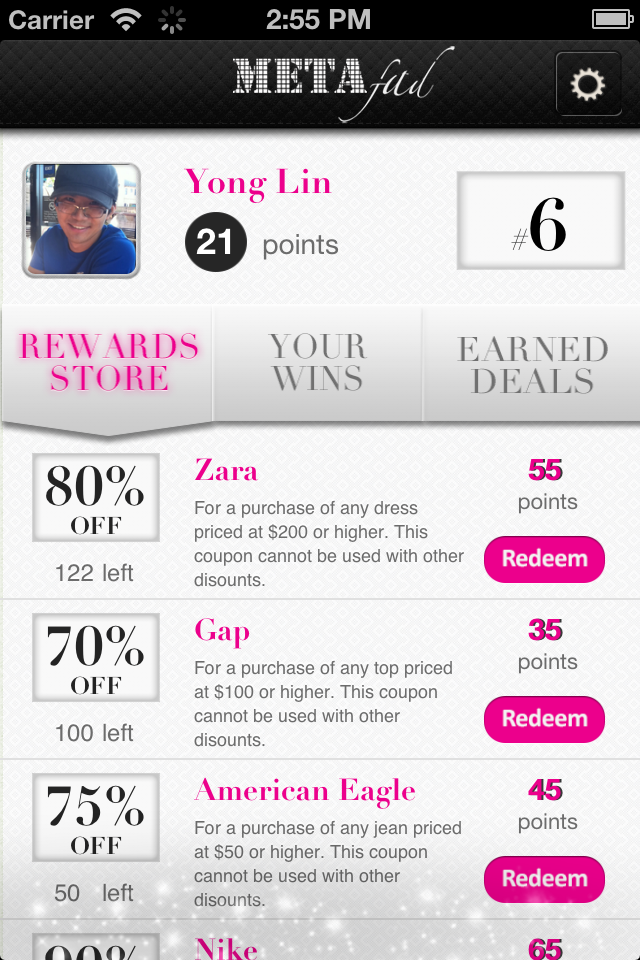 Carrier 2:55 PM
META fad
Yong Lin
21 points
#6
REWARDS STORE
YOUR WINS
EARNED DEALS
80% OFF
122 left
Zara
For a purchase of any dress
priced at $200 or higher. This
coupon cannot be used with other
disounts.
55
points
Redeem
70% OFF
100 left
Gap
For a purchase of any top priced
at $100 or higher. This coupon
cannot be used with other
disounts.
35
points
Redeem
75% OFF
50 left
American Eagle
For a purchase of any jean priced
at $50 or higher. This coupon
cannot be used with other
disounts.
45
points
Redeem
Nike
65